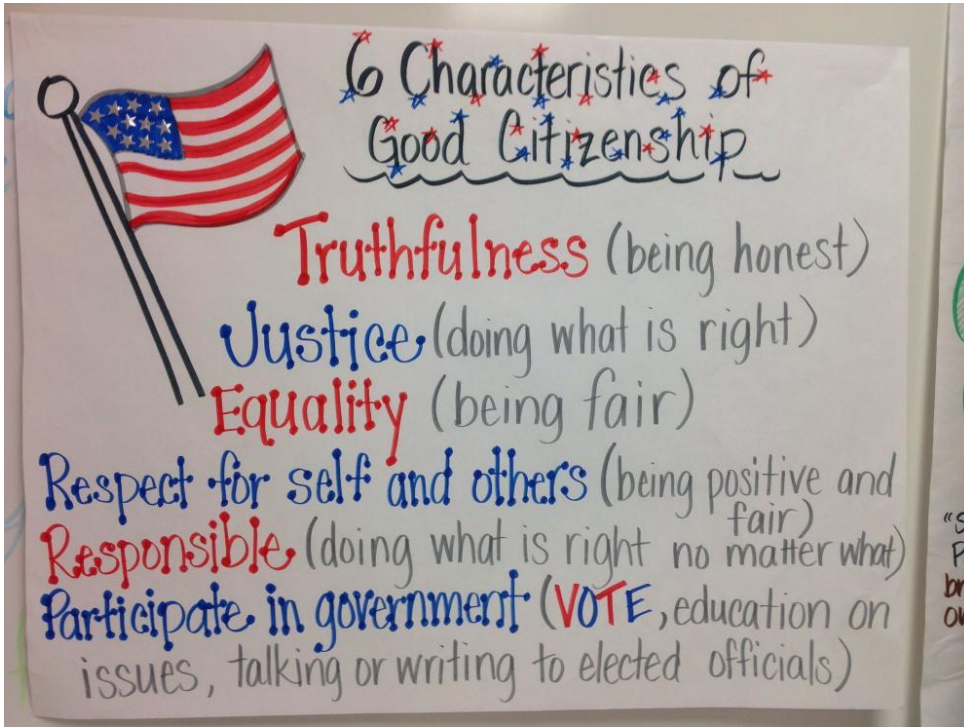 6 Characteristics of
Good Citizenship
Truthfulness (being honest)
Justice (doing what is right)
Equality (being fair)
Respect for self and others (being positive and
fair)
Responsible (doing what is right no matter what)
Participate in government (VOTE, education on
issues, talking or writing to elected officials)